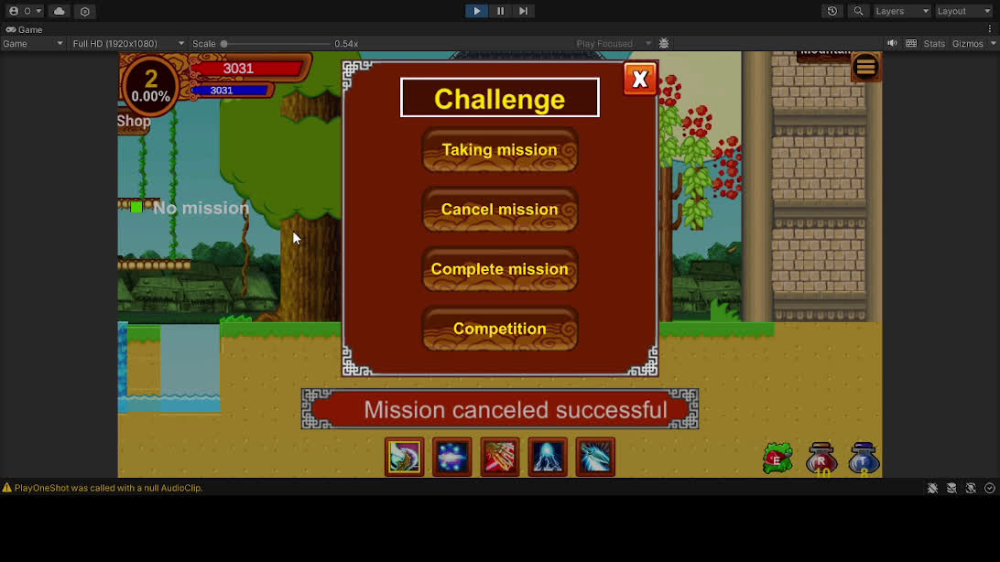 O
Layers
Layout
Game
Game
Full HD (1920x1080)
Scale
0.54x
Play Focused
Stats
Gizmos
2
0.00%
3031
3031
Shop
No mission
X
Challenge
Taking mission
Cancel mission
Complete mission
Competition
Mission canceled successful
E
R
T
10
8
PlayOneShot was called with a null AudioClip.